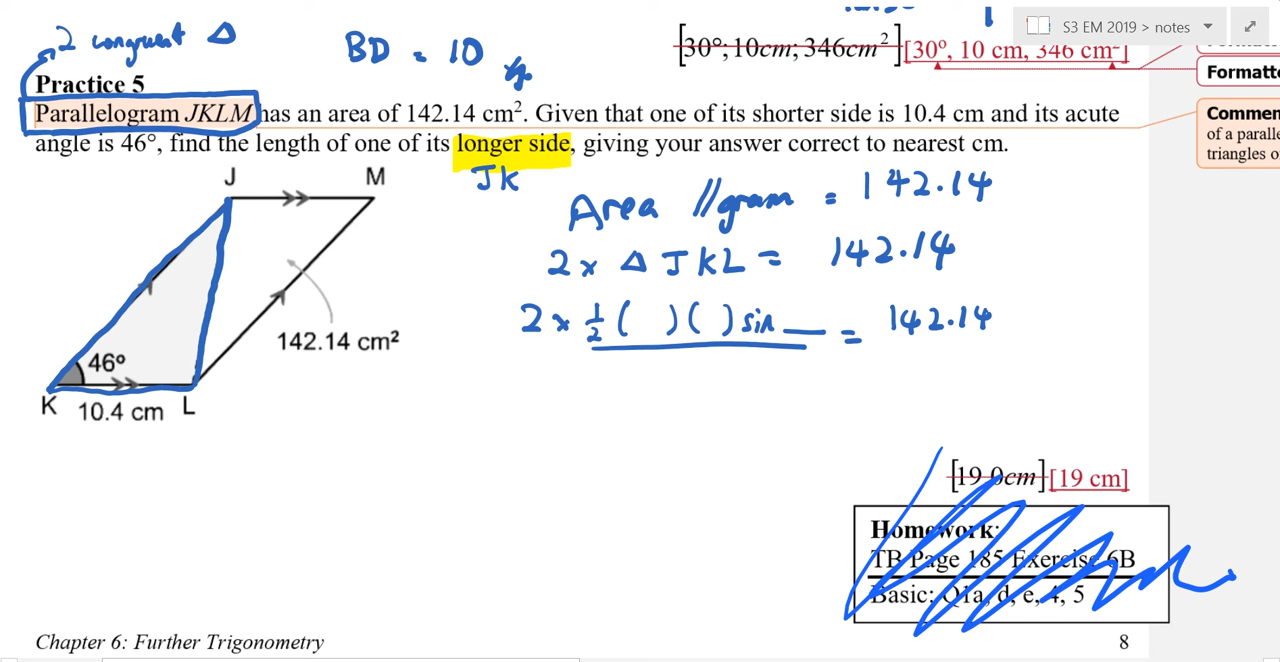 S3 EM 2019 > notes
2 congruent Δ
BD = 10
[30°; 10cm; 346cm²] [30°, 10 cm, 346 cm²]
Formatte
Practice 5
Parallelogram JKLM has an area of 142.14 cm². Given that one of its shorter side is 10.4 cm and its acute
angle is 46°, find the length of one of its longer side, giving your answer correct to nearest cm.
Commen
of a paralle
triangles o
JK
J M
Area //gram = 142.14
2 x Δ JKL = 142.14
2 x ½ ( ) ( ) sin __ = 142.14
142.14 cm²
46°
K 10.4 cm L
[19.0cm] [19 cm]
Homework:
TB Page 185 Exercise 6B
Basic: Q1a, d, e, 4, 5
Chapter 6: Further Trigonometry 8